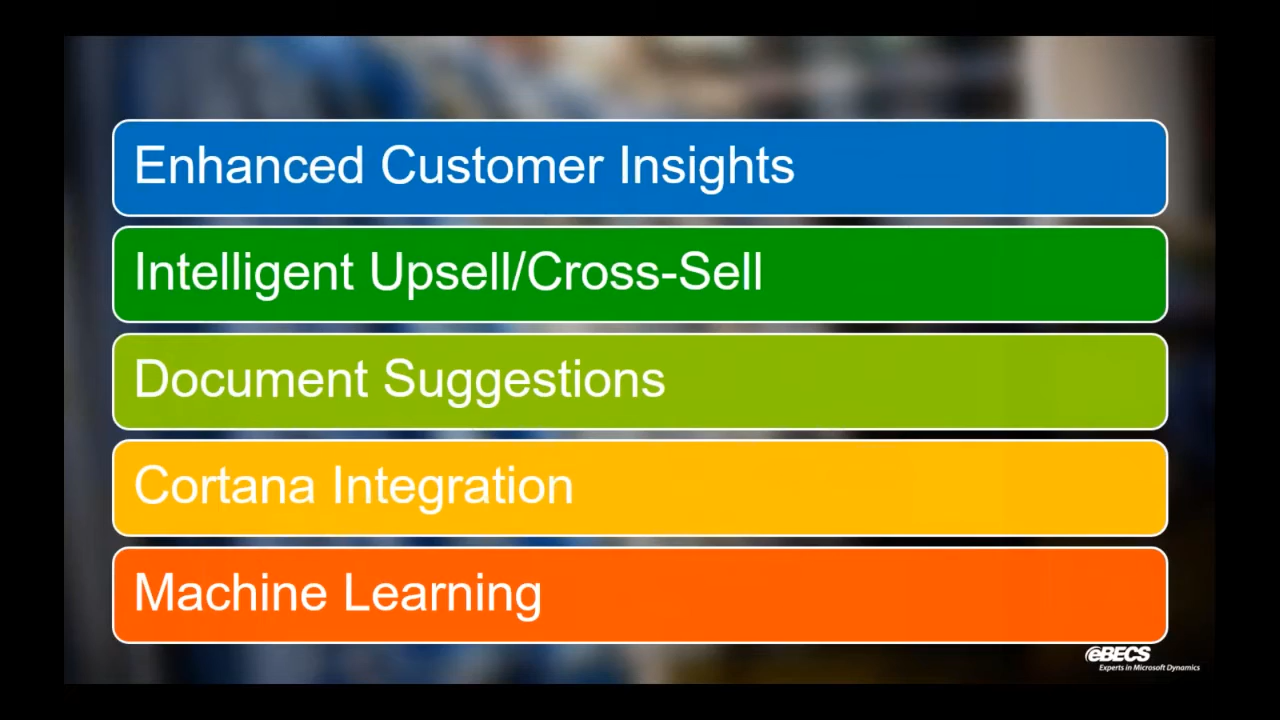 Enhanced Customer Insights
Intelligent Upsell/Cross-Sell
Document Suggestions
Cortana Integration
Machine Learning
eBECS
Experts in Microsoft Dynamics